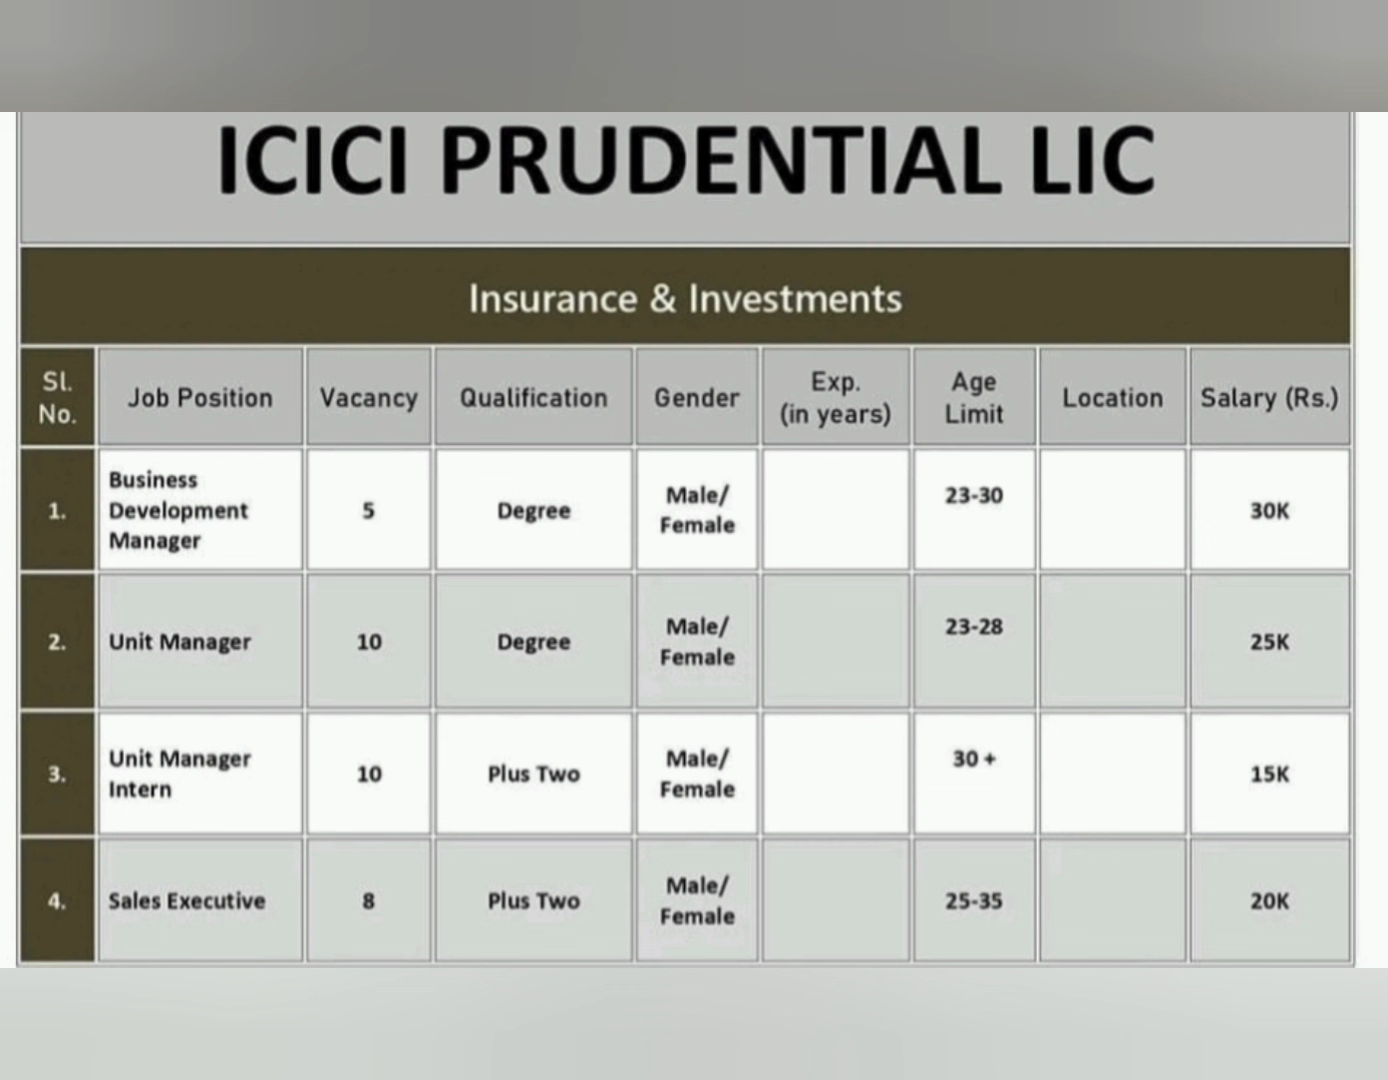 ICICI PRUDENTIAL LIC
Insurance & Investments
Sl. No. Job Position Vacancy Qualification Gender Exp. (in years) Age Limit Location Salary (Rs.)
1. Business Development Manager 5 Degree Male/ Female 23-30 30K
2. Unit Manager 10 Degree Male/ Female 23-28 25K
3. Unit Manager Intern 10 Plus Two Male/ Female 30 + 15K
4. Sales Executive 8 Plus Two Male/ Female 25-35 20K